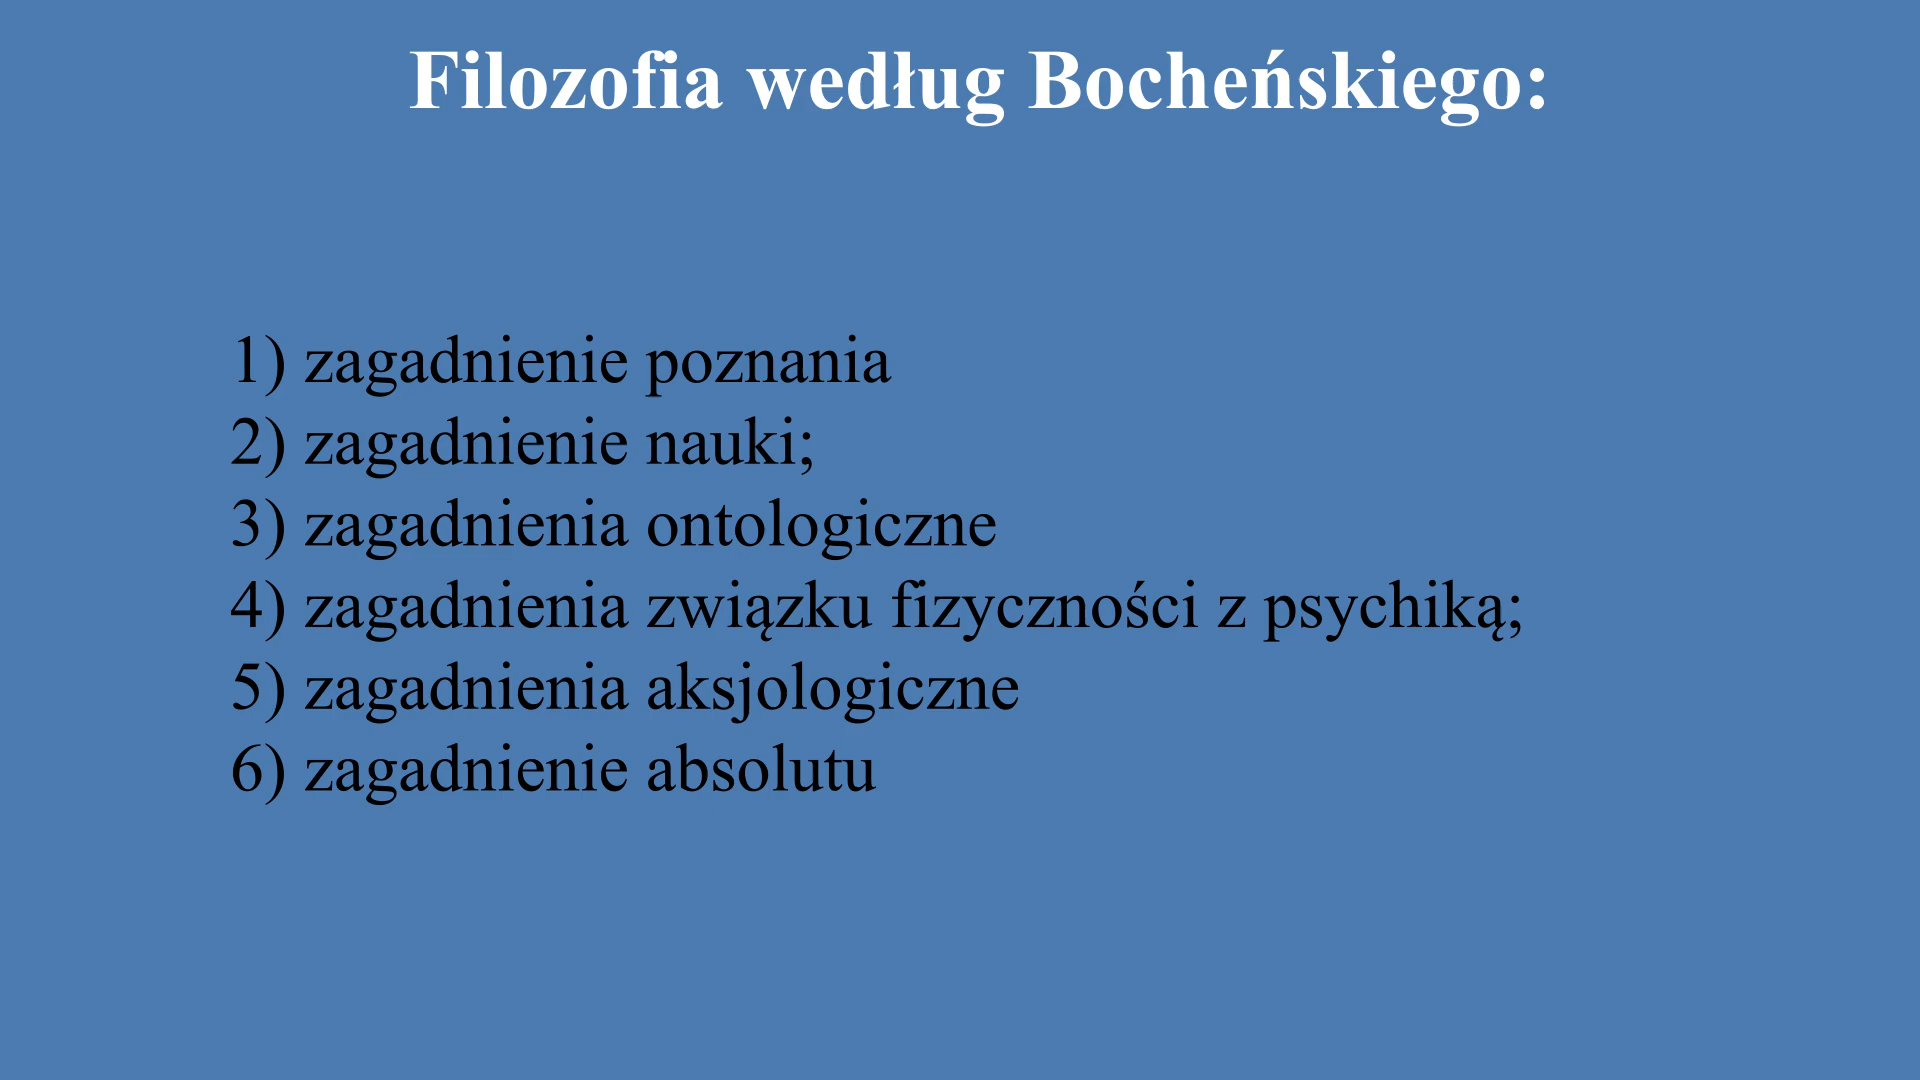 Filozofia według Bocheńskiego:
1) zagadnienie poznania
2) zagadnienie nauki;
3) zagadnienia ontologiczne
4) zagadnienia związku fizyczności z psychiką;
5) zagadnienia aksjologiczne
6) zagadnienie absolutu